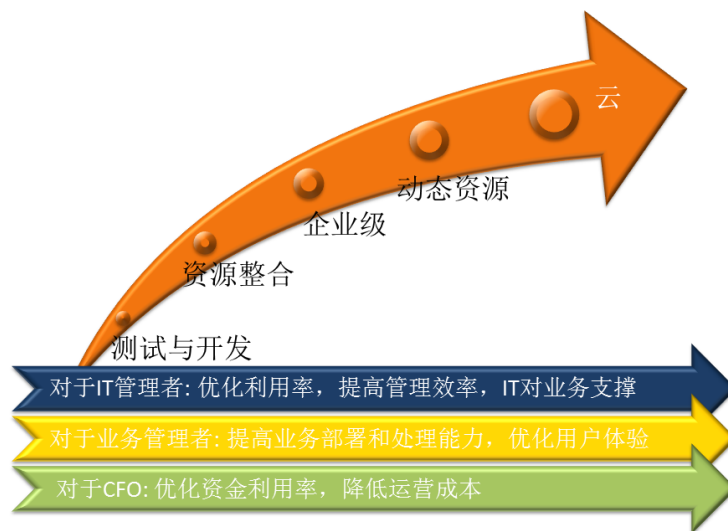 云
动态资源
企业级
资源整合
测试与开发
对于IT管理者: 优化利用率，提高管理效率，IT对业务支撑
对于业务管理者: 提高业务部署和处理能力，优化用户体验
对于CFO: 优化资金利用率，降低运营成本